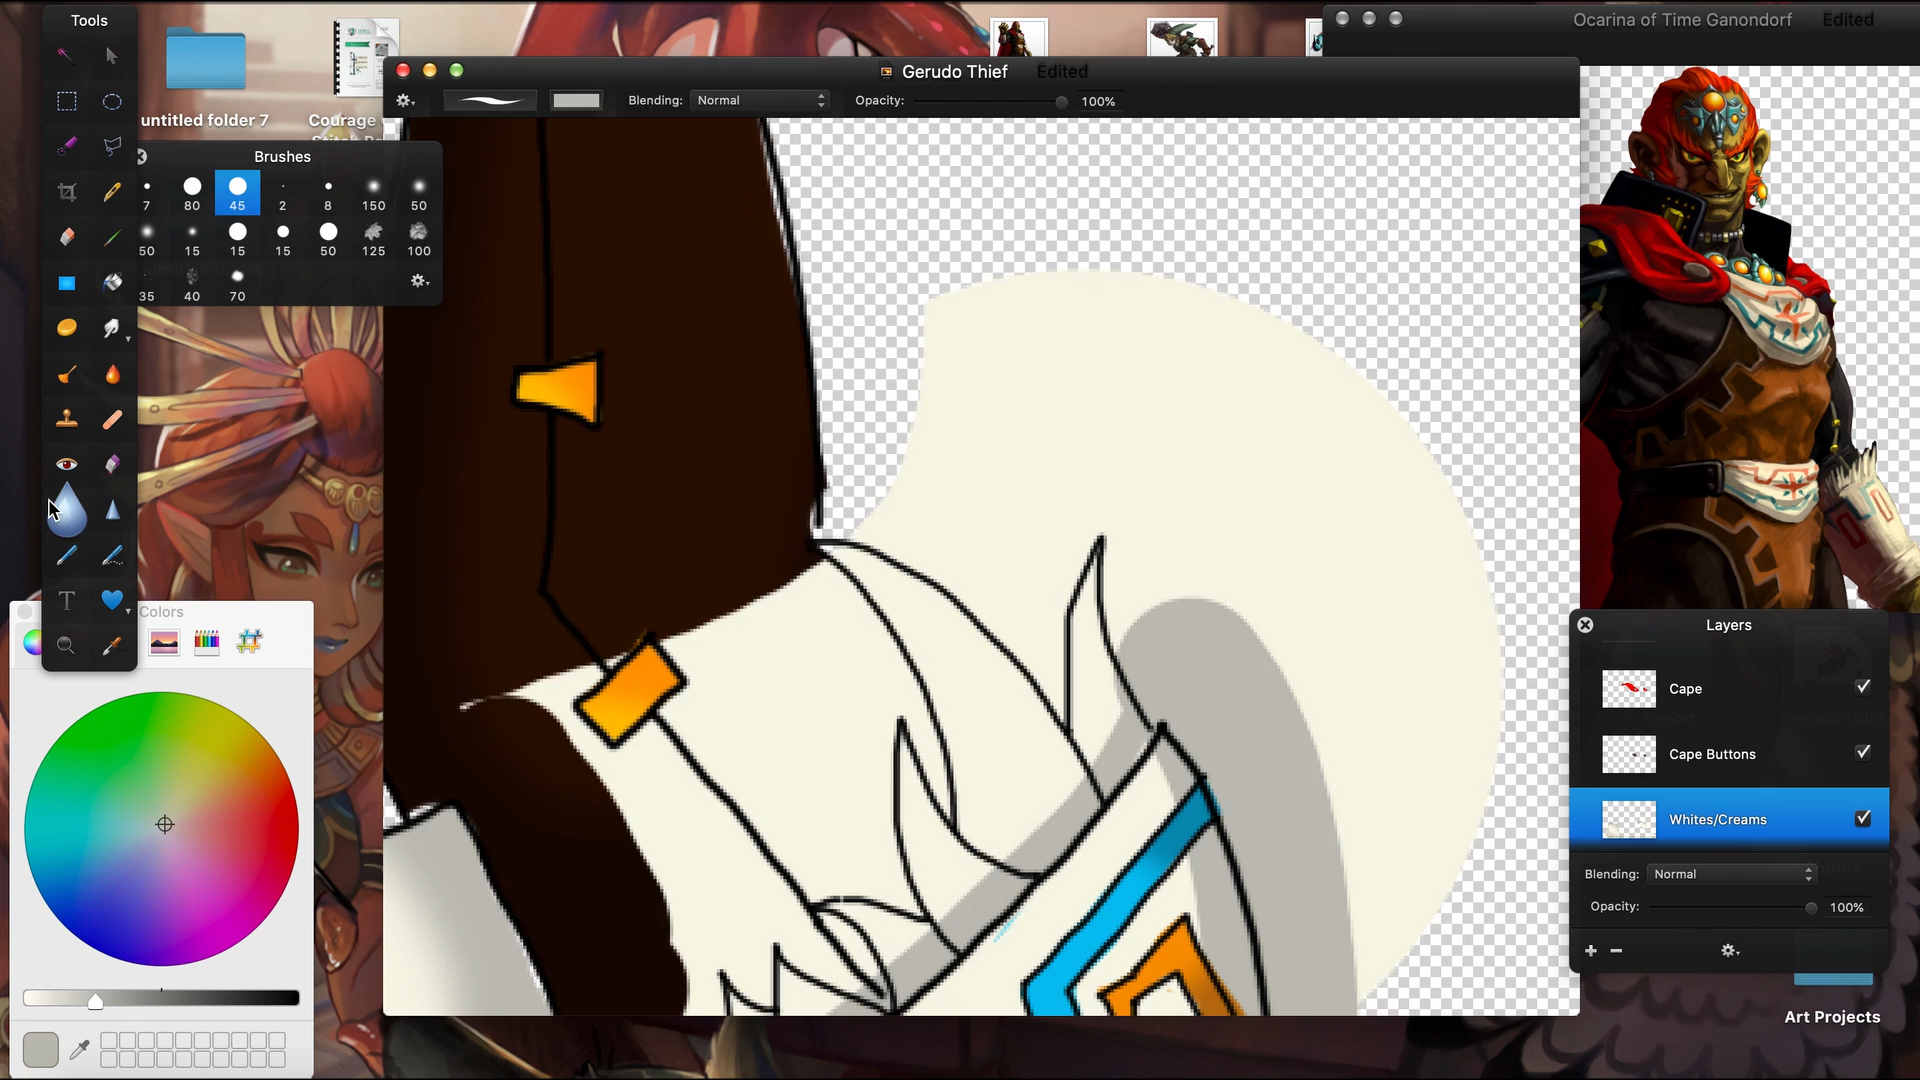 Tools
Ocarina of Time Ganondorf Edited
Gerudo Thief Edited
Blending: Normal Opacity: 100%
untitled folder 7
Courage
Brushes
7 80 45 2 8 150 50
50 15 15 15 50 125 100
35 40 70
T
Colors
Layers
Cape
Cape Buttons
Whites/Creams
Blending: Normal
Opacity: 100%
Art Projects